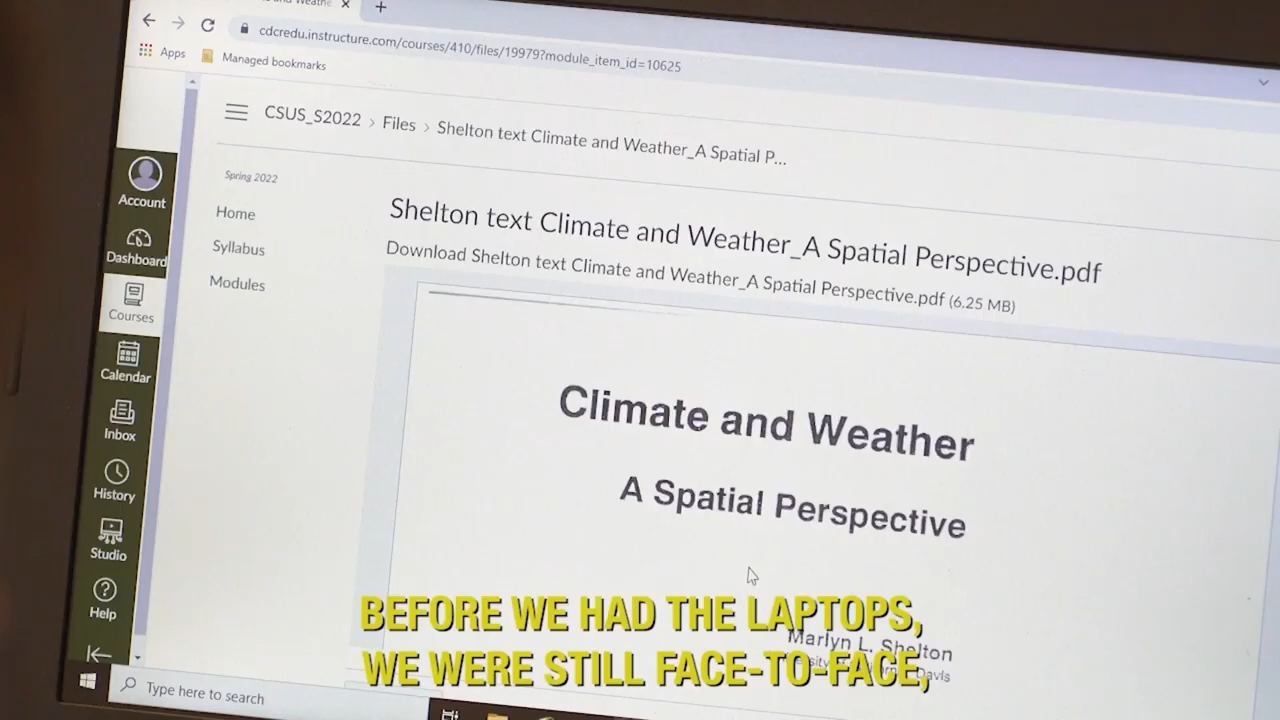 and Weathe
cdcredu.instructure.com/courses/410/files/19979?module_item_id=10625
Apps
Managed bookmarks
CSUS_S2022 > Files > Shelton text Climate and Weather_A Spatial P...
Spring 2022
Home
Syllabus
Modules
Account
Dashboard
Courses
Calendar
Inbox
History
Studio
Help
Shelton text Climate and Weather_A Spatial Perspective.pdf
Download Shelton text Climate and Weather_A Spatial Perspective.pdf (6.25 MB)
Climate and Weather
A Spatial Perspective
Marlyn L. Shelton
Davis
BEFORE WE HAD THE LAPTOPS,
WE WERE STILL FACE-TO-FACE,
Type here to search